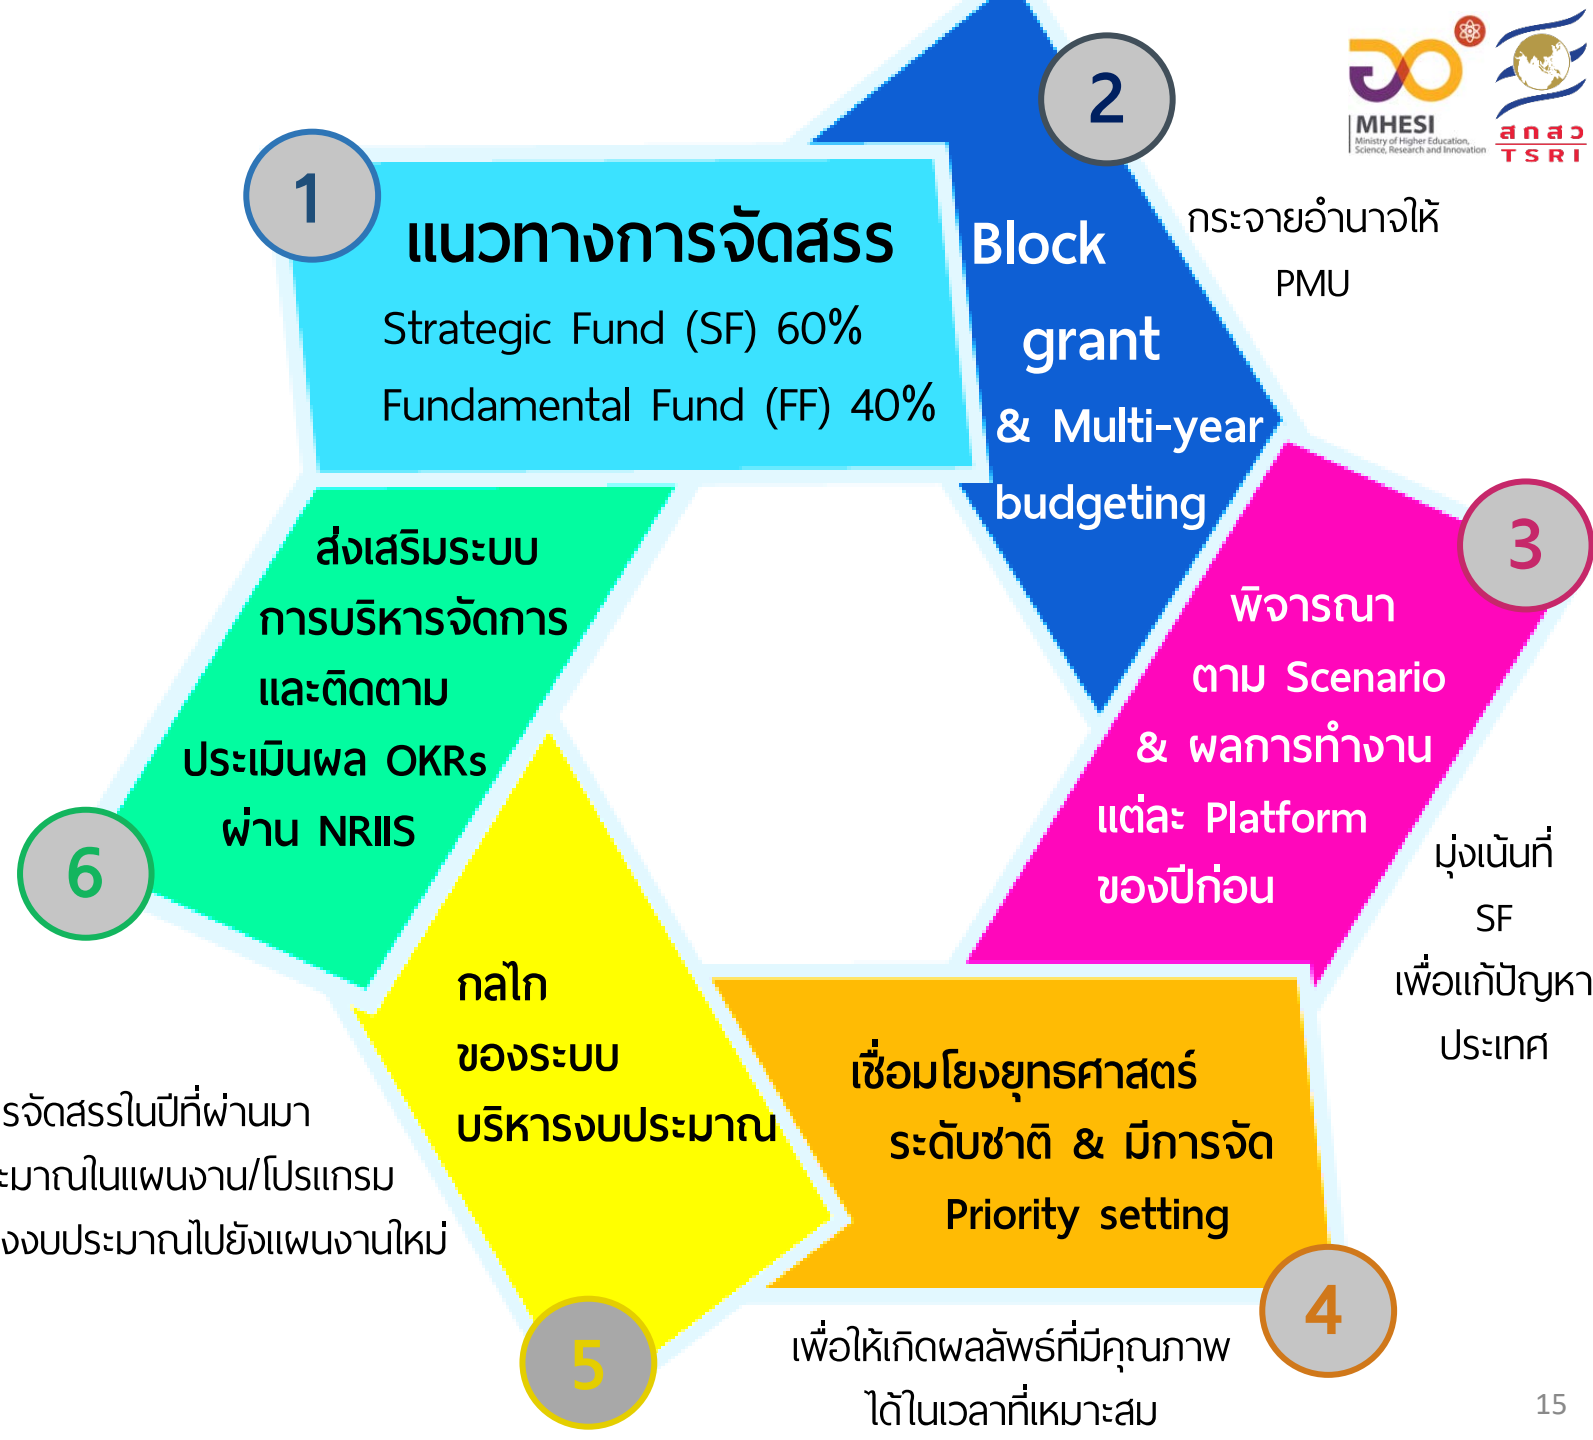 MHESI
Ministry of Higher Education,
Science, Research and Innovation
สกสว
TSRI
1
แนวทางการจัดสรร
Strategic Fund (SF) 60%
Fundamental Fund (FF) 40%
2
Block
grant
& Multi-year
budgeting
กระจายอำนาจให้
PMU
3
พิจารณา
ตาม Scenario
& ผลการทำงาน
แต่ละ Platform
ของปีก่อน
มุ่งเน้นที่
SF
เพื่อแก้ปัญหา
ประเทศ
4
เชื่อมโยงยุทธศาสตร์
ระดับชาติ & มีการจัด
Priority setting
เพื่อให้เกิดผลลัพธ์ที่มีคุณภาพ
ได้ในเวลาที่เหมาะสม
5
กลไก
ของระบบ
บริหารงบประมาณ
รจัดสรรในปีที่ผ่านมา
ะมาณในแผนงาน/โปรแกรม
งงบประมาณไปยังแผนงานใหม่
6
ส่งเสริมระบบ
การบริหารจัดการ
และติดตาม
ประเมินผล OKRs
ผ่าน NRIIS
15